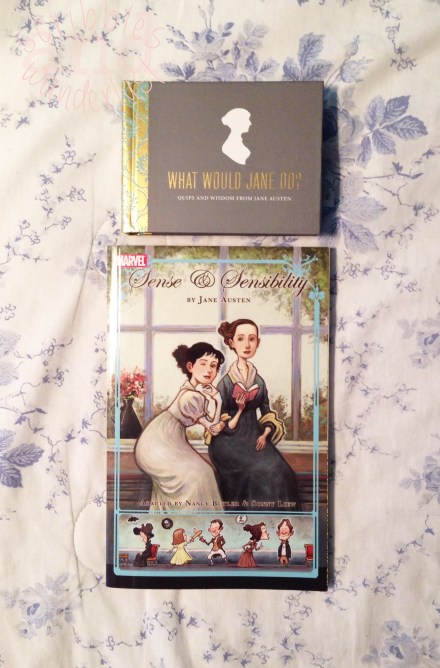 WHAT WOULD JANE DO?
QUIPS AND WISDOM FROM JANE AUSTEN
MARVEL
Sense & Sensibility
BY JANE AUSTEN
ADAPTED BY NANCY BUTLER & SONNY LIEW